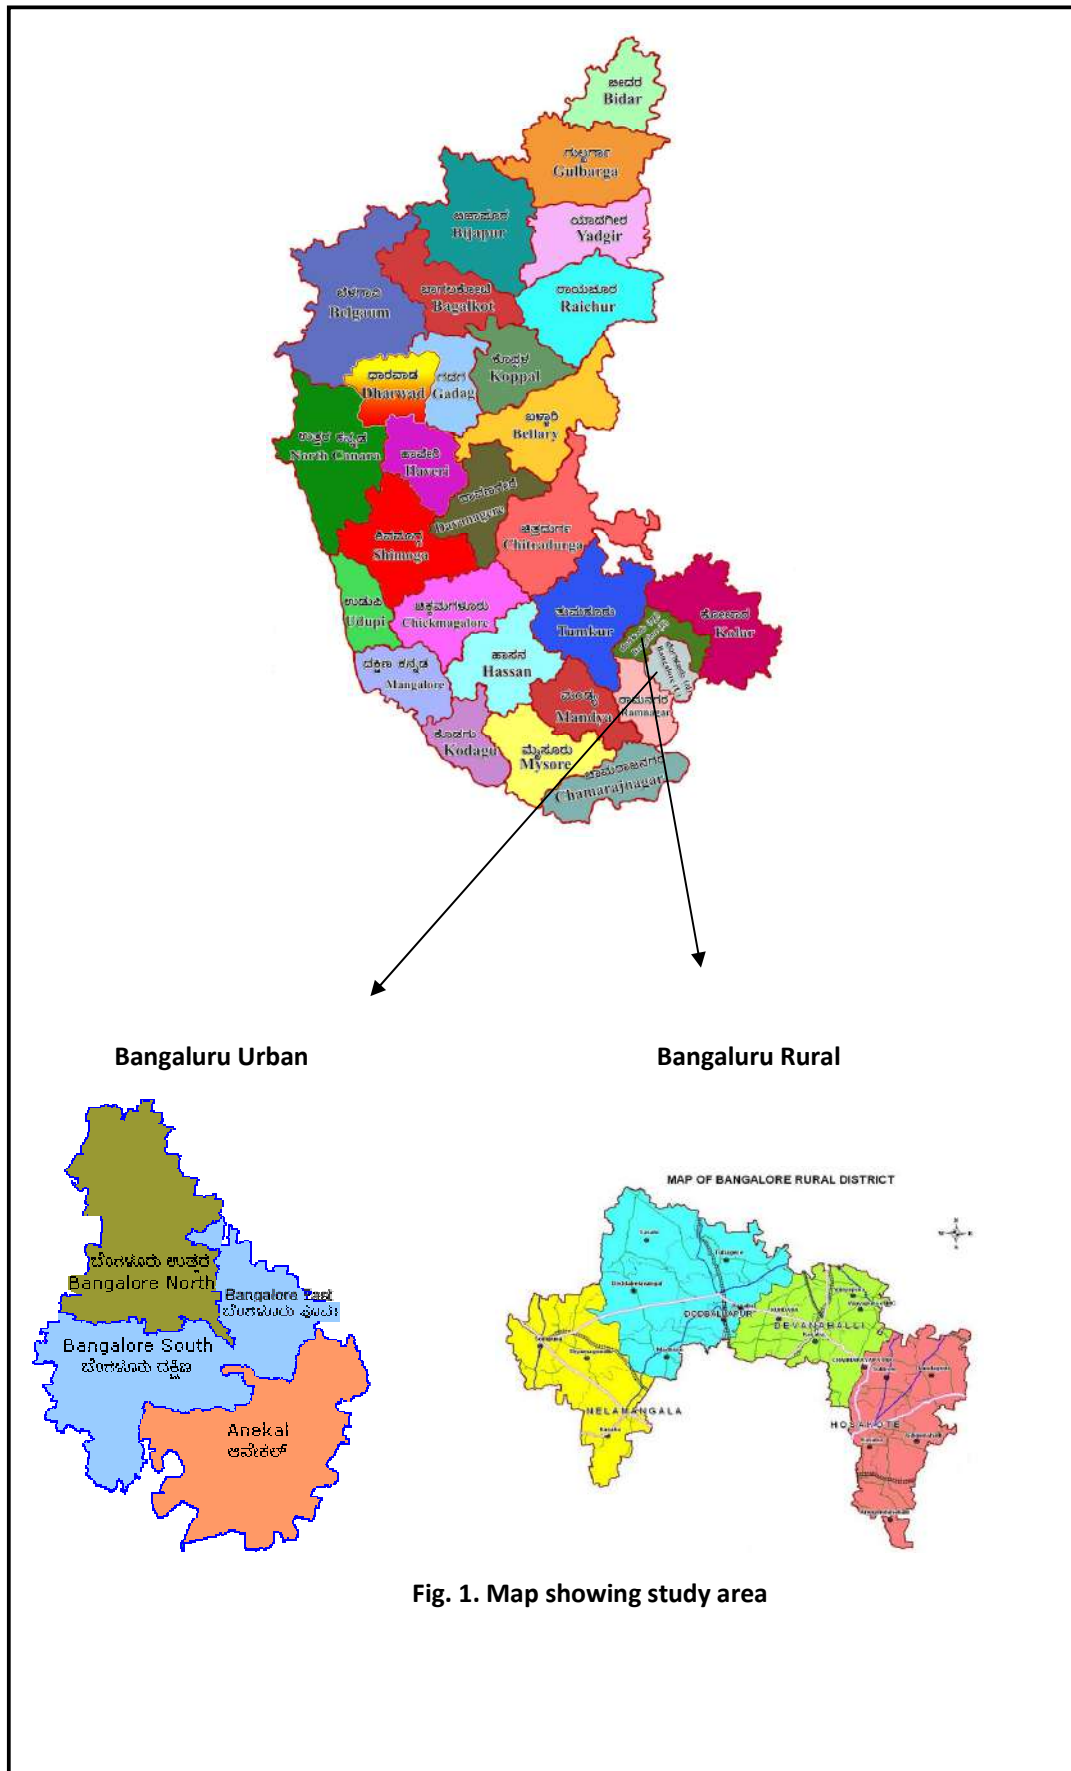 ಬೀದರ
Bidar
ಗುಲ್ಬರ್ಗಾ
Gulbarga
ಬಿಜಾಪೂರ
Bijapur
ಯಾದಗೀರ
Yadgir
ಬೆಳಗಾವಿ
Belgaum
ಬಾಗಲಕೋಟೆ
Bagalkot
ರಾಯಚೂರ
Raichur
ಧಾರವಾಡ
Dharwad
ಗದಗ
Gadag
ಕೊಪ್ಪಳ
Koppal
ಬಳ್ಳಾರಿ
Bellary
ಉತ್ತರ ಕನ್ನಡ
North Canara
ಹಾವೇರಿ
Haveri
ದಾವಣಗೇರೆ
Davanagere
ಚಿತ್ರದುರ್ಗ
Chitradurga
ಶಿವಮೊಗ್ಗ
Shimoga
ಉಡುಪಿ
Udupi
ಚಿಕ್ಕಮಗಳೂರು
Chickmagalore
ತುಮಕೂರು
Tumkur
ಕೋಲಾರ
Kolar
ಹಾಸನ
Hassan
ದಕ್ಷಿಣ ಕನ್ನಡ
Mangalore
ಮಂಡ್ಯ
Mandya
ರಾಮನಗರ
Ramnagar
ಕೊಡಗು
Kodagu
ಮೈಸೂರು
Mysore
ಚಾಮರಾಜನಗರ
Chamarajnagar
Bangaluru Urban
Bangaluru Rural
MAP OF BANGALORE RURAL DISTRICT
ಬೆಂಗಳೂರು ಉತ್ತರ
Bangalore North
Bangalore East
ಬೆಂಗಳೂರು ಪೂರ್ವ
Bangalore South
ಬೆಂಗಳೂರು ದಕ್ಷಿಣ
Anekal
ಆನೇಕಲ್
DODBALLAPUR
DEVANAHALLI
NELAMANGALA
HOSAKOTE
Fig. 1. Map showing study area